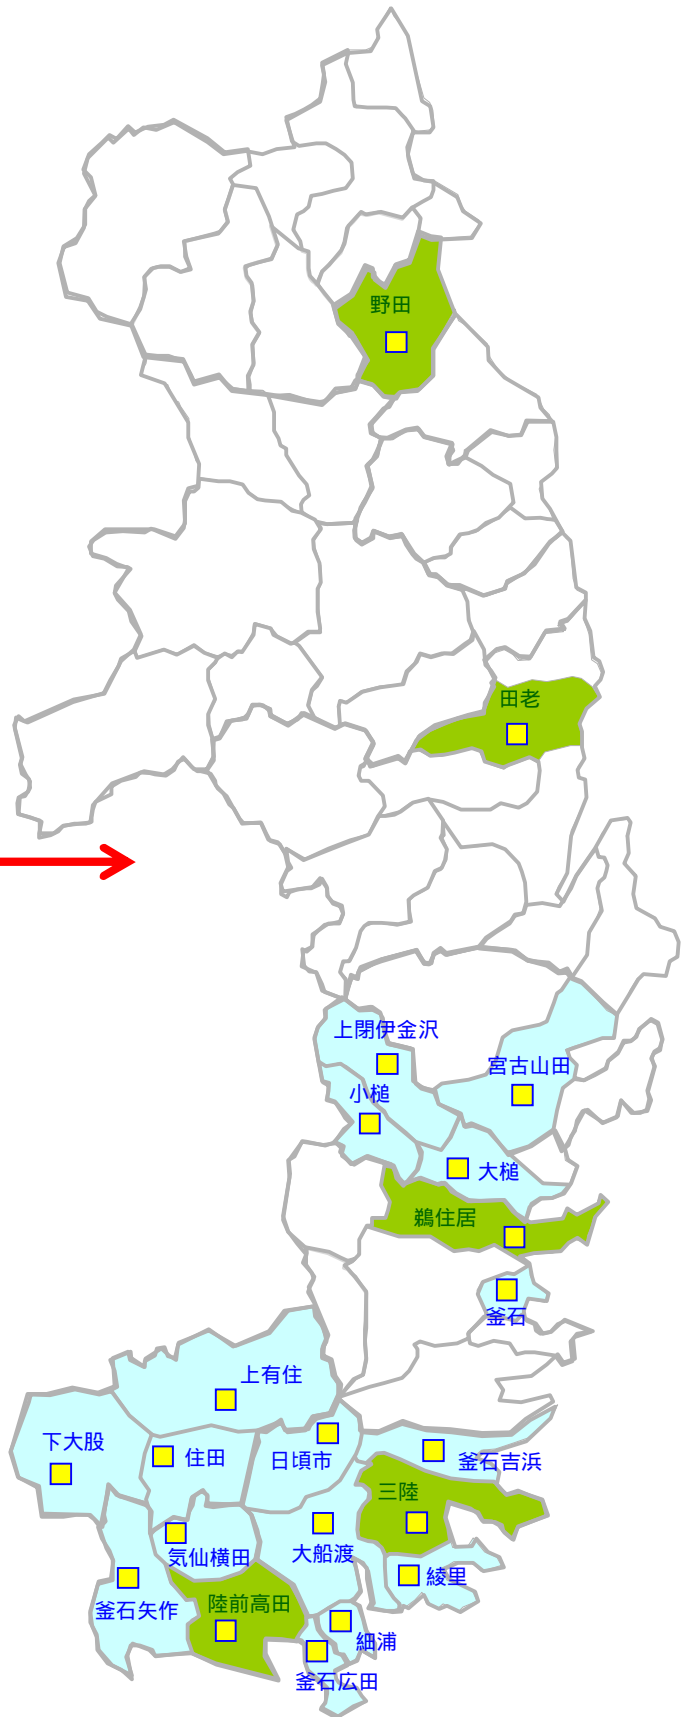 野田
田老
上閉伊金沢
宮古山田
小槌
大槌
鵜住居
釜石
上有住
下大股
住田
日頃市
釜石吉浜
三陸
気仙横田
大船渡
綾里
釜石矢作
陸前高田
細浦
釜石広田